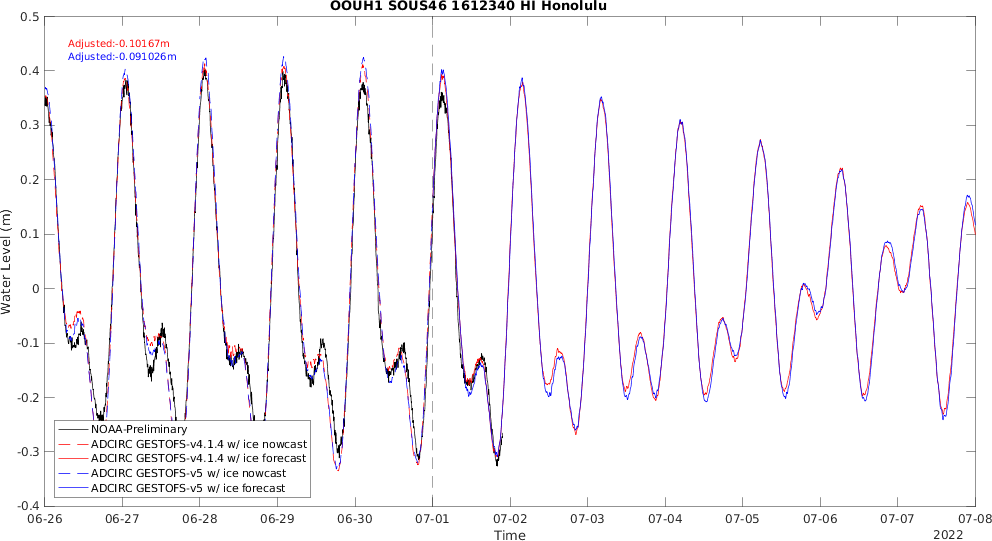 OOUH1 SOUS46 1612340 HI Honolulu
Adjusted:-0.10167m
Adjusted:-0.091026m
0.5
0.4
0.3
0.2
0.1
0
-0.1
-0.2
-0.3
-0.4
Water Level (m)
NOAA-Preliminary
ADCIRC GESTOFS-v4.1.4 w/ ice nowcast
ADCIRC GESTOFS-v4.1.4 w/ ice forecast
ADCIRC GESTOFS-v5 w/ ice nowcast
ADCIRC GESTOFS-v5 w/ ice forecast
06-26 06-27 06-28 06-29 06-30 07-01 07-02 07-03 07-04 07-05 07-06 07-07 07-08
Time
2022